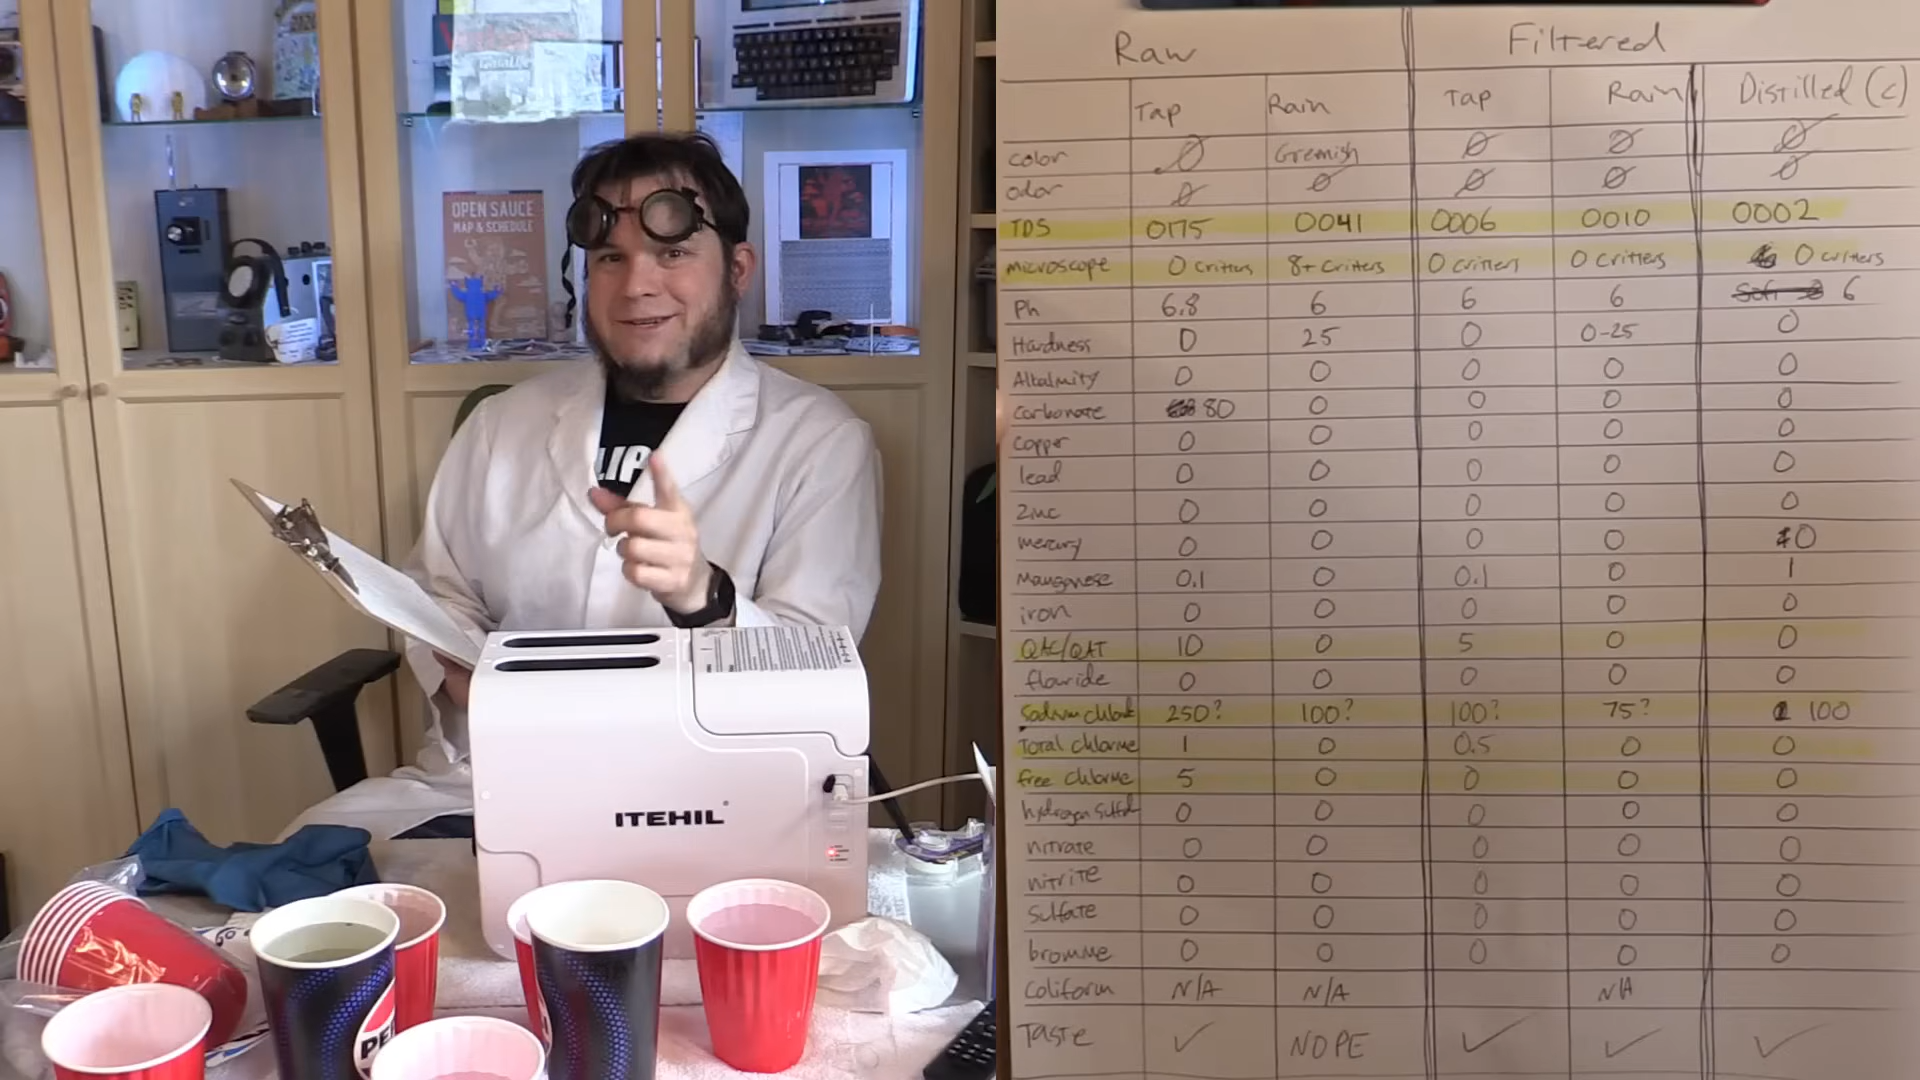 OPEN SAUCE
MAP & SCHEDULE
LIP
ITEHIL
PEP
Raw Filtered
Tap Rain Tap Rain Distilled (c)
Color Ø Greenish Ø Ø Ø
odor Ø Ø Ø Ø Ø
TDS 0175 0041 0006 0010 0002
Microscope 0 critters 8+ critters 0 critters 0 critters 0 critters
Ph 6.8 6 6 6 6
Hardness 0 25 0 0-25 0
Alkalinity 0 0 0 0 0
Carbonate 80 0 0 0 0
Copper 0 0 0 0 0
lead 0 0 0 0 0
Zinc 0 0 0 0 0
Mercury 0 0 0 0 0
Manganese 0.1 0 0.1 0 1
iron 0 0 0 0 0
QAC/QAT 10 0 5 0 0
flouride 0 0 0 0 0
Sodium 250? 100? 100? 75? 100
Total chlorine 1 0 0.5 0 0
free chlorine 5 0 0 0 0
hydrogen 0 0 0 0 0
nitrate 0 0 0 0 0
nitrite 0 0 0 0 0
sulfate 0 0 0 0 0
bromine 0 0 0 0 0
Coliform N/A N/A N/A
Taste ✓ NOPE ✓ ✓ ✓